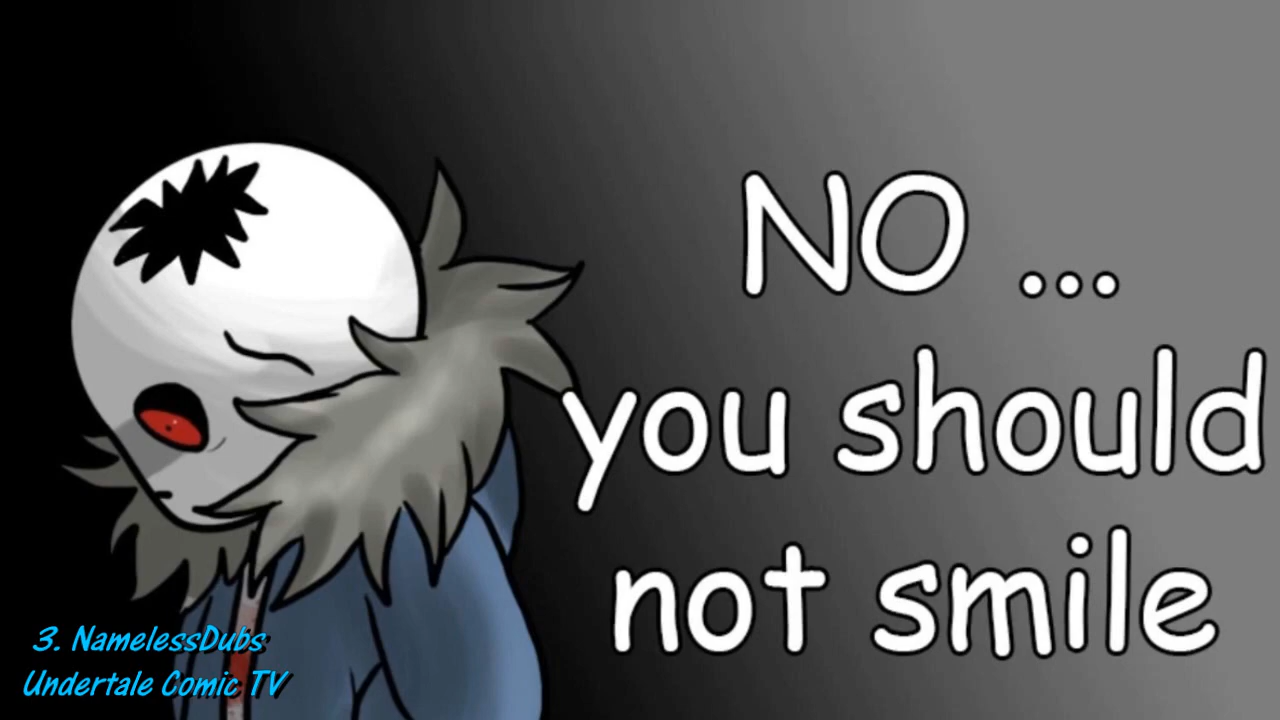 NO ...
you should
not smile
3. NamelessDubs
Undertale Comic TV